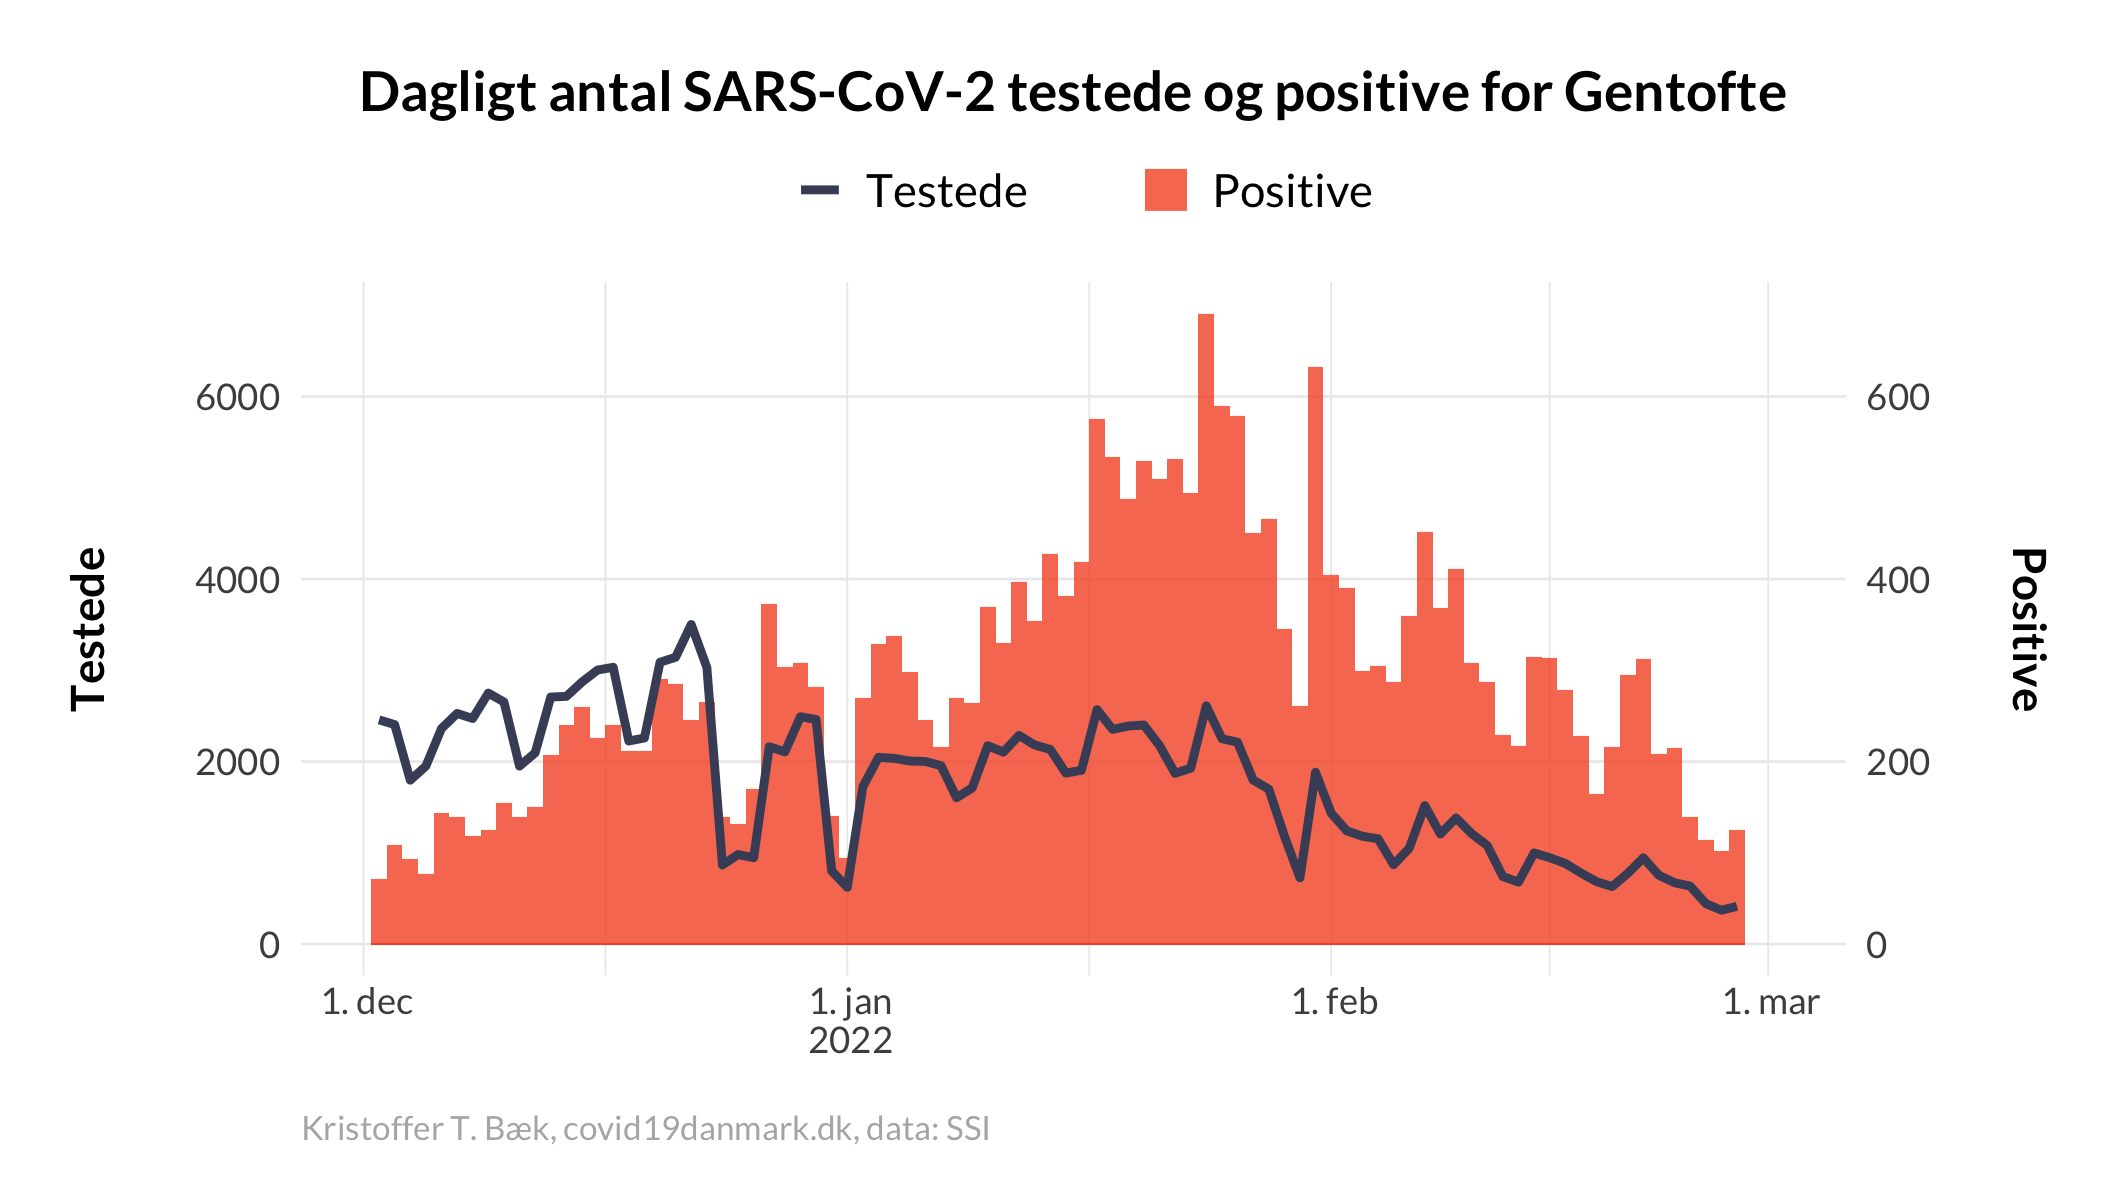 Dagligt antal SARS-CoV-2 testede og positive for Gentofte
Testede
Positive
Testede
6000
4000
2000
0
600
400
200
0
Positive
1. dec
1. jan
2022
1. feb
1. mar
Kristoffer T. Bæk, covid19danmark.dk, data: SSI